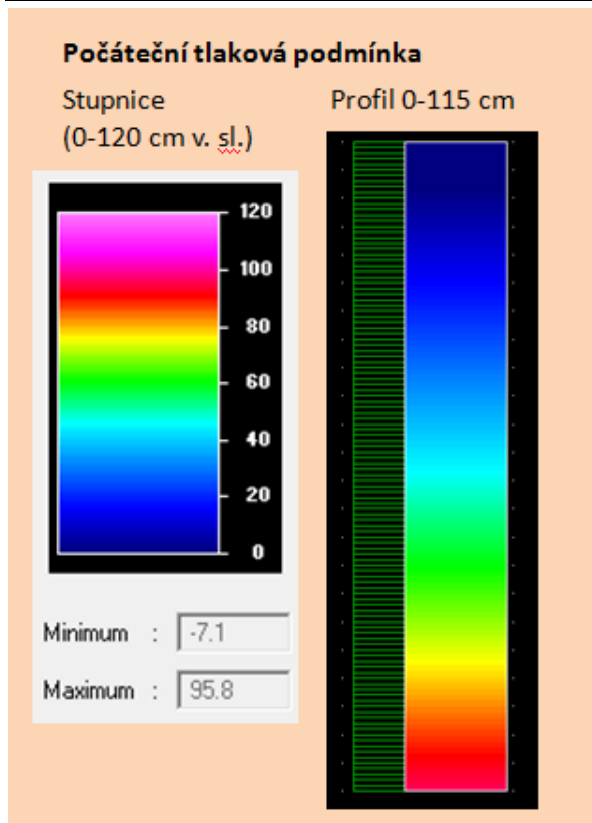 Počáteční tlaková podmínka
Stupnice
(0-120 cm v. sl.)
Profil 0-115 cm
120
100
80
60
40
20
0
Minimum : -7.1
Maximum : 95.8